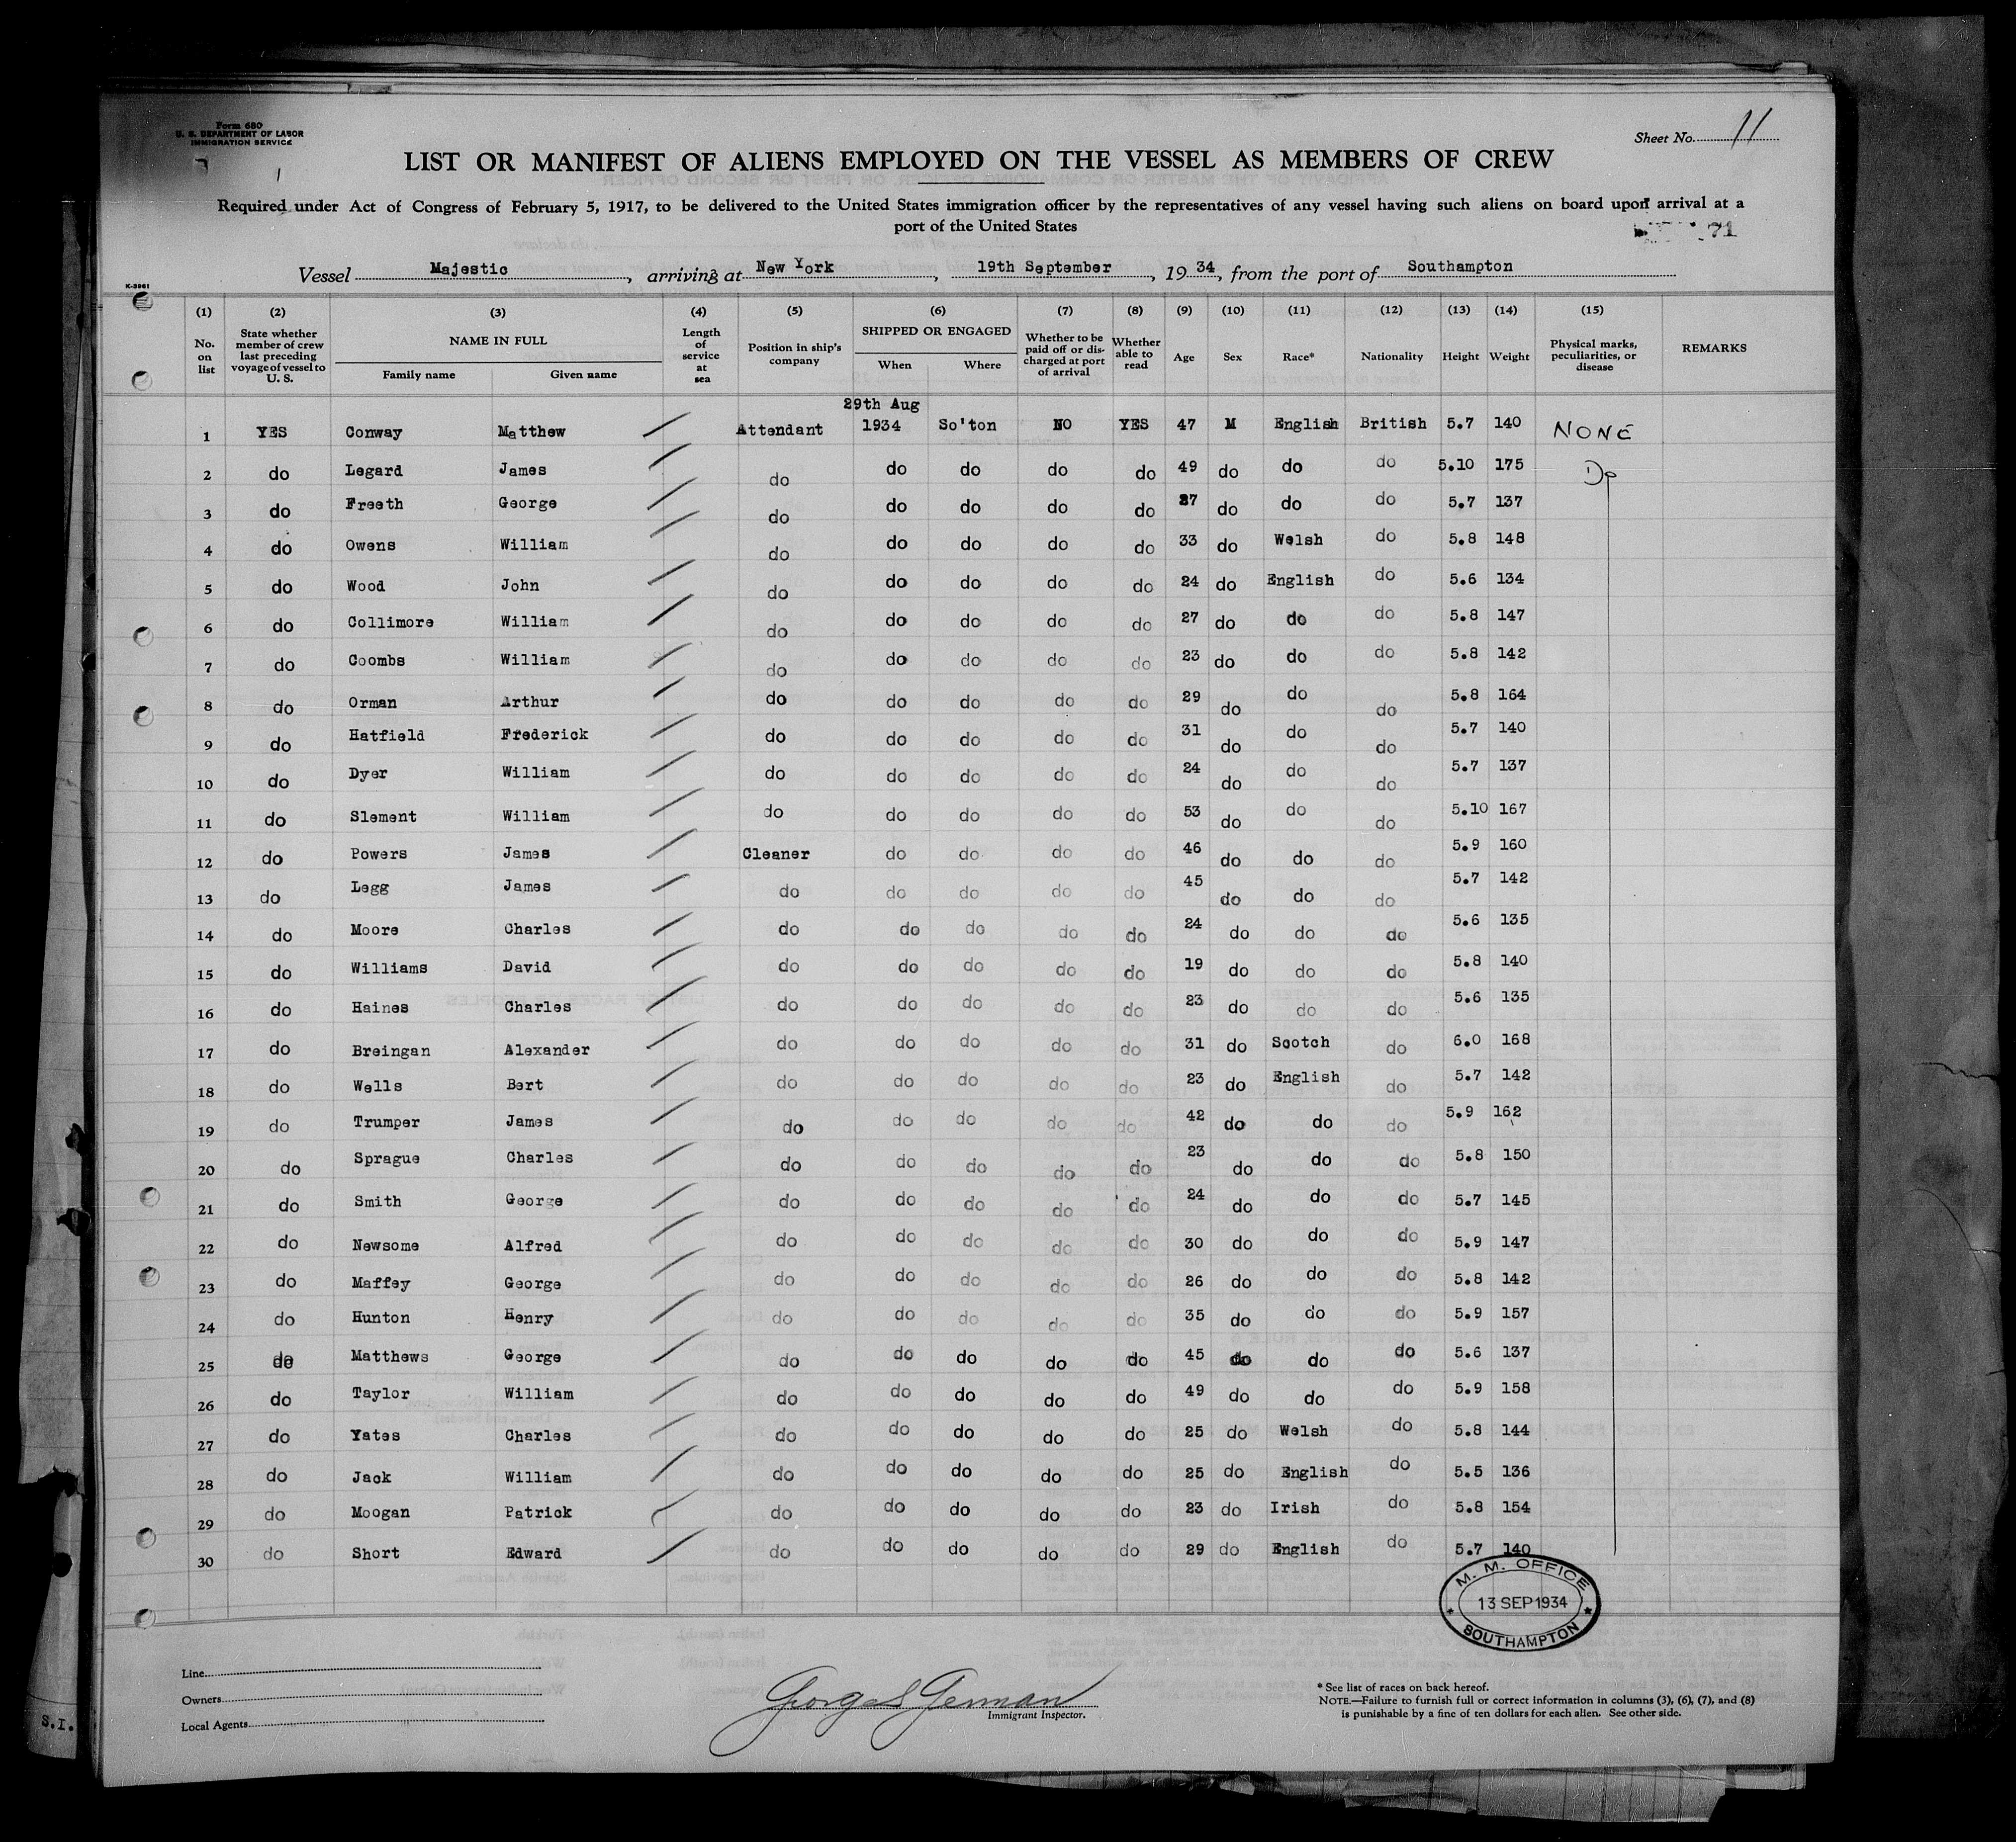 Form 680
U. S. DEPARTMENT OF LABOR
IMMIGRATION SERVICE
Sheet No. 11
LIST OR MANIFEST OF ALIENS EMPLOYED ON THE VESSEL AS MEMBERS OF CREW
Required under Act of Congress of February 5, 1917, to be delivered to the United States immigration officer by the representatives of any vessel having such aliens on board upon arrival at a
port of the United States
71
Vessel Majestic, arriving at New York, 19th September, 1934, from the port of Southampton
K-3961
(1) No. on list (2) State whether member of crew last preceding voyage of vessel to U. S. (3) NAME IN FULL Family name Given name (4) Length of service at sea (5) Position in ship's company (6) SHIPPED OR ENGAGED When Where (7) Whether to be paid off or discharged at port of arrival (8) Whether able to read (9) Age (10) Sex (11) Race* (12) Nationality (13) Height (14) Weight (15) Physical marks, peculiarities, or disease REMARKS
1 YES Conway Matthew Attendant 29th Aug 1934 So'ton NO YES 47 M English British 5.7 140 NONE
2 do Legard James do do do do do 49 do do do 5.10 175 Do
3 do Freeth George do do do do do 27 do do do 5.7 137
4 do Owens William do do do do do 33 do Welsh do 5.8 148
5 do Wood John do do do do do 24 do English do 5.6 134
6 do Collimore William do do do do do 27 do do do 5.8 147
7 do Coombs William do do do do do 23 do do do 5.8 142
8 do Orman Arthur do do do do do 29 do do do 5.8 164
9 do Hatfield Frederick do do do do do 31 do do do 5.7 140
10 do Dyer William do do do do do 24 do do do 5.7 137
11 do Slement William do do do do do 53 do do do 5.10 167
12 do Powers James Cleaner do do do do 46 do do do 5.9 160
13 do Legg James do do do do do 45 do do do 5.7 142
14 do Moore Charles do do do do do 24 do do do 5.6 135
15 do Williams David do do do do do 19 do do do 5.8 140
16 do Haines Charles do do do do do 23 do do do 5.6 135
17 do Breingan Alexander do do do do do 31 do Scotch do 6.0 168
18 do Wells Bert do do do do do 23 do English do 5.7 142
19 do Trumper James do do do do do 42 do do do 5.9 162
20 do Sprague Charles do do do do do 23 do do do 5.8 150
21 do Smith George do do do do do 24 do do do 5.7 145
22 do Newsome Alfred do do do do do 30 do do do 5.9 147
23 do Maffey George do do do do do 26 do do do 5.8 142
24 do Hunton Henry do do do do do 35 do do do 5.9 157
25 do Matthews George do do do do do 45 do do do 5.6 137
26 do Taylor William do do do do do 49 do do do 5.9 158
27 do Yates Charles do do do do do 25 do Welsh do 5.8 144
28 do Jack William do do do do do 25 do English do 5.5 136
29 do Moogan Patrick do do do do do 23 do Irish do 5.8 154
30 do Short Edward do do do do do 29 do English do 5.7 140
M. M. OFFICE
13 SEP 1934
SOUTHAMPTON
Line
Owners
Local Agents
George S German
Immigrant Inspector.
* See list of races on back hereof.
NOTE.—Failure to furnish full or correct information in columns (3), (6), (7), and (8)
is punishable by a fine of ten dollars for each alien. See other side.
S.I.